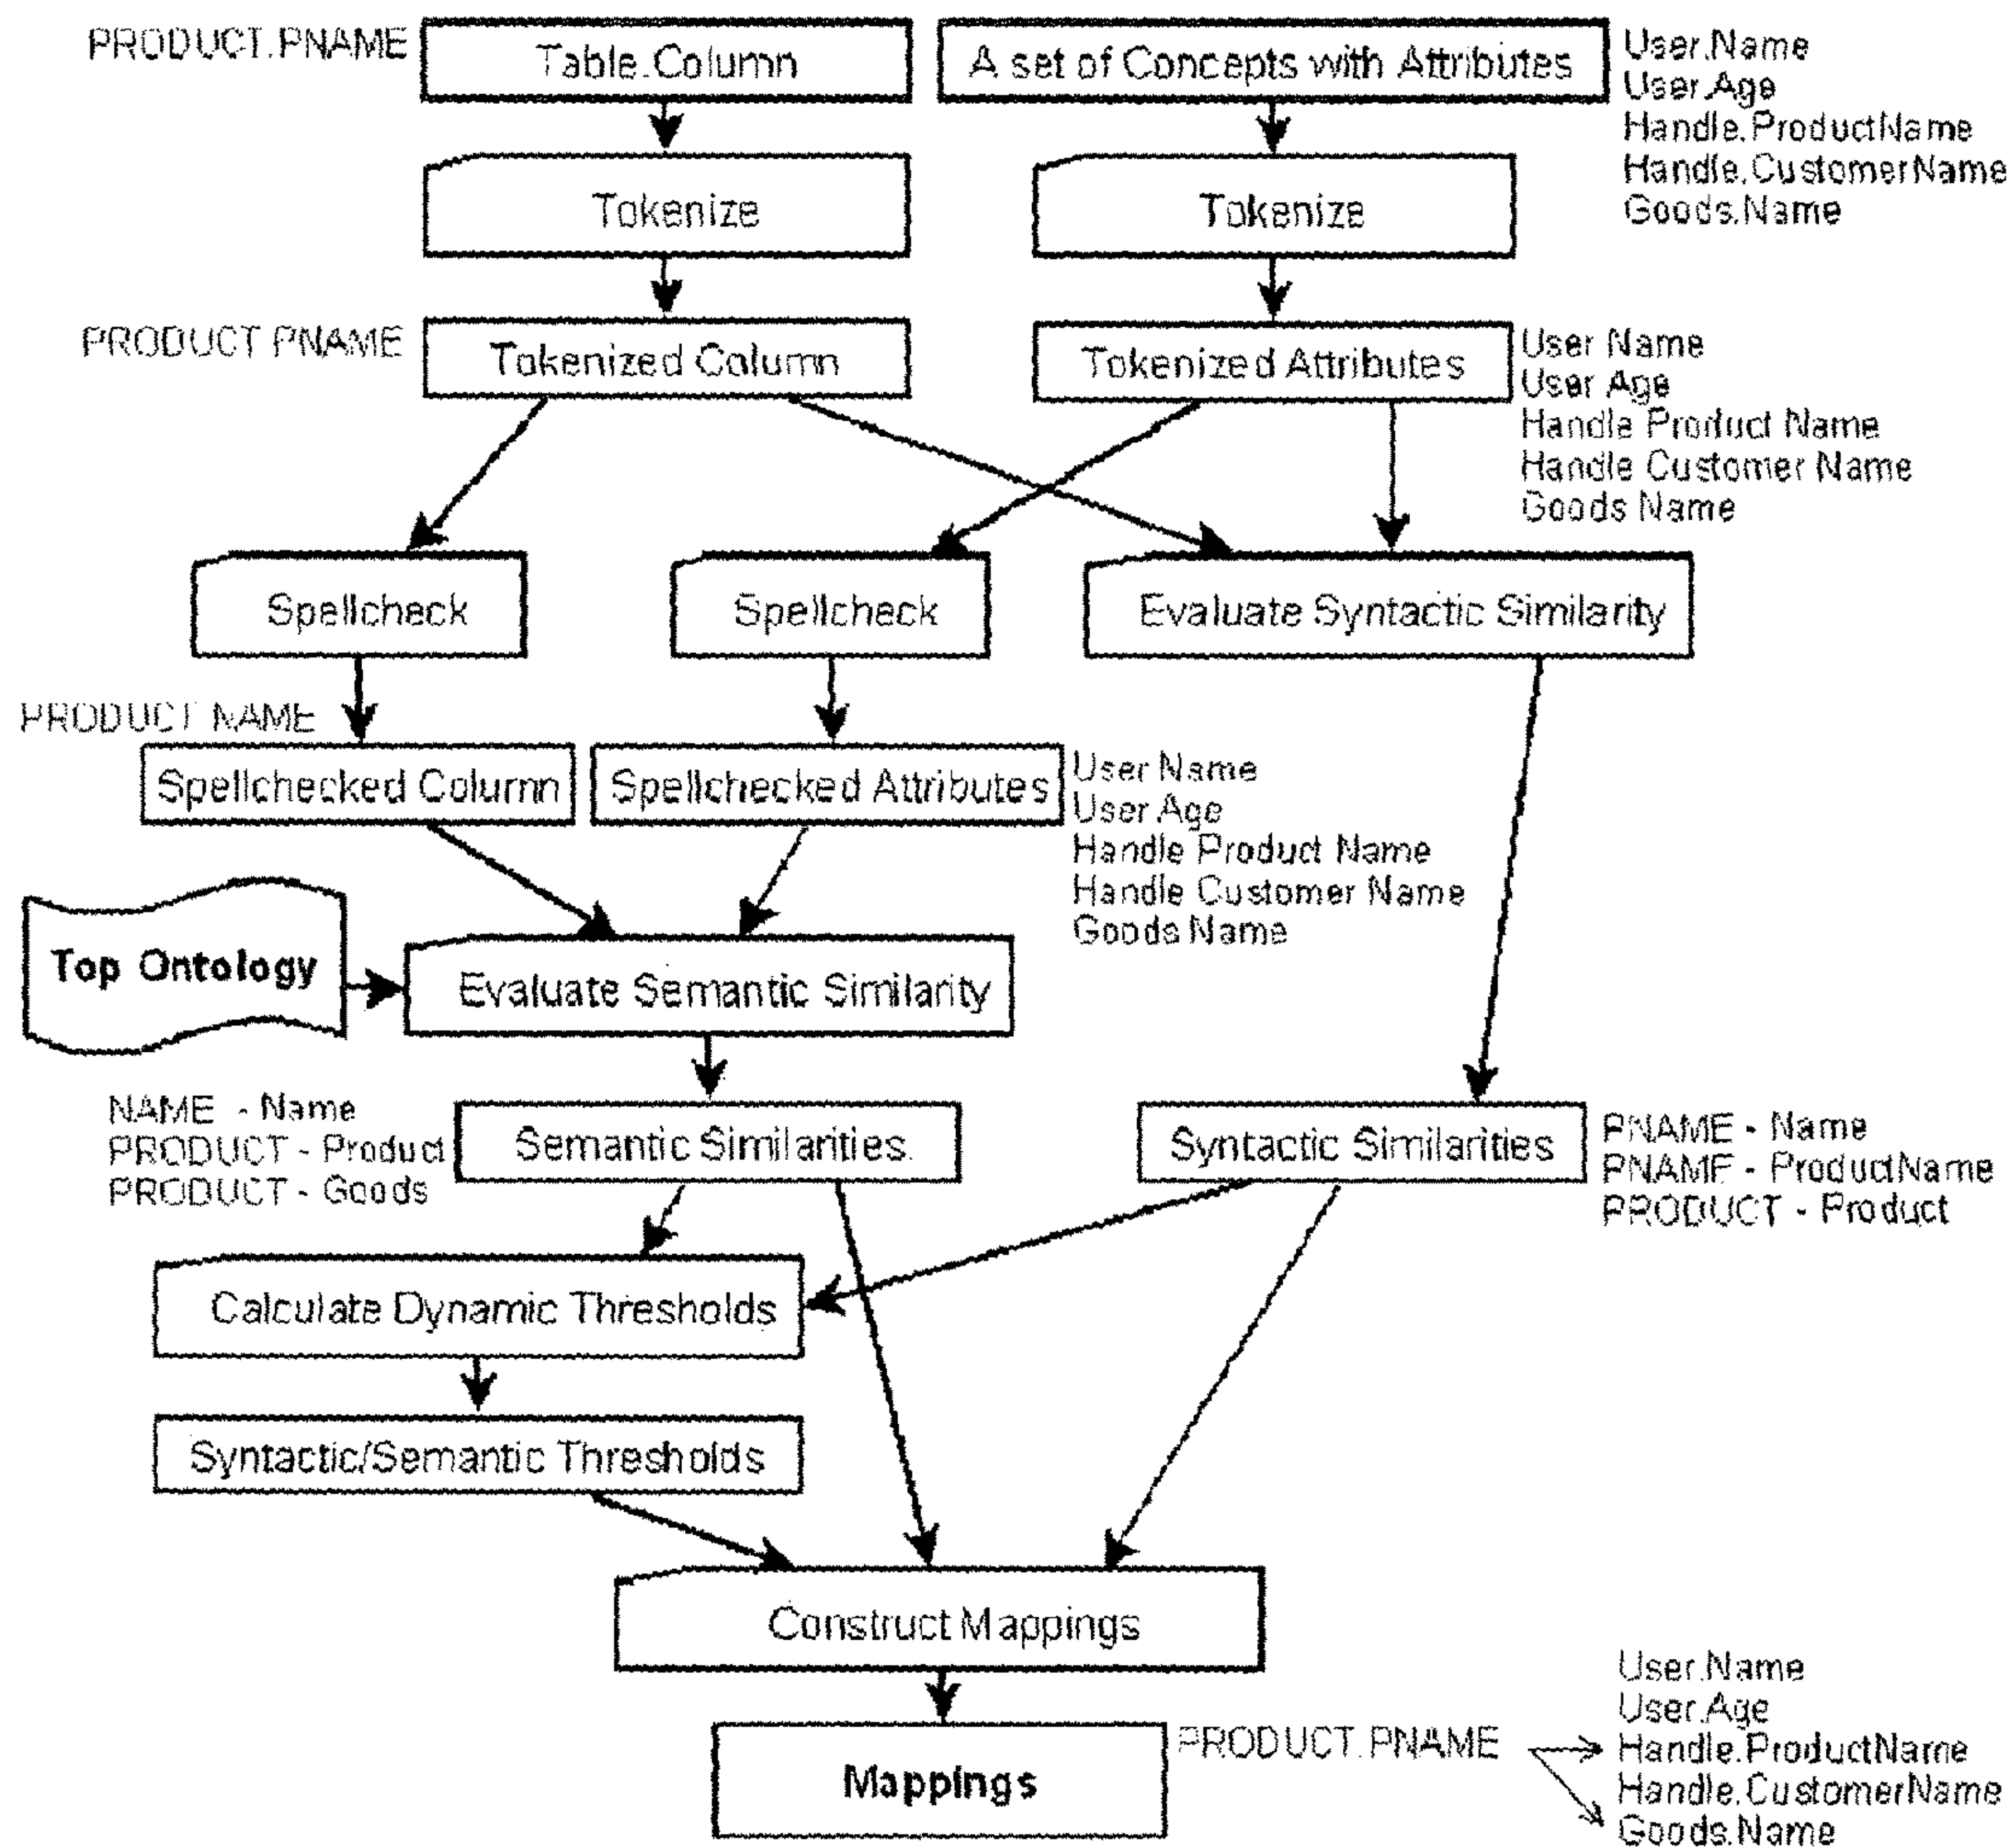 PRODUCT.PNAME
Table.Column
A set of Concepts with Attributes
User.Name
User.Age
Handle.ProductName
Handle.CustomerName
Goods.Name
Tokenize
Tokenize
PRODUCT PNAME
Tokenized Column
Tokenized Attributes
User Name
User Age
Handle Product Name
Handle Customer Name
Goods Name
Spellcheck
Spellcheck
Evaluate Syntactic Similarity
PRODUCT NAME
Spellchecked Column
Spellchecked Attributes
User Name
User Age
Handle Product Name
Handle Customer Name
Goods Name
Top Ontology
Evaluate Semantic Similarity
NAME - Name
PRODUCT - Product
PRODUCT - Goods
Semantic Similarities
Syntactic Similarities
PNAME - Name
PNAME - ProductName
PRODUCT - Product
Calculate Dynamic Thresholds
Syntactic/Semantic Thresholds
Construct Mappings
Mappings
PRODUCT.PNAME
User.Name
User.Age
Handle.ProductName
Handle.CustomerName
Goods.Name